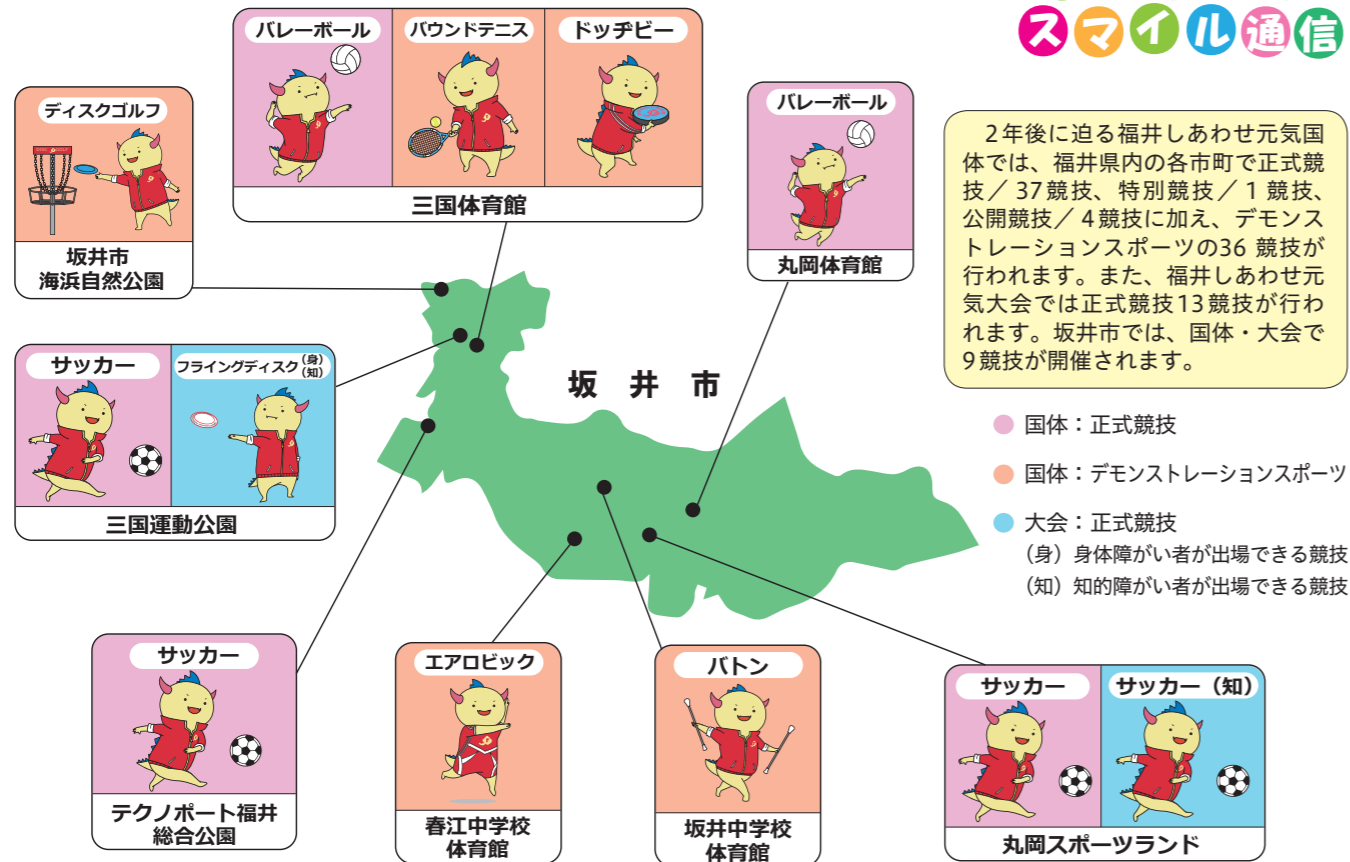 スマイル通信
バレーボール
バウンドテニス
ドッヂビー
三国体育館
ディスクゴルフ
坂井市
海浜自然公園
バレーボール
丸岡体育館
2年後に迫る福井しあわせ元気国
体では、福井県内の各市町で正式競
技／37競技、特別競技／1 競技、
公開競技／4競技に加え、デモンス
トレーションスポーツの36 競技が
行われます。また、福井しあわせ元
気大会では正式競技13競技が行わ
れます。坂井市では、国体・大会で
9競技が開催されます。
サッカー
フライングディスク(身)(知)
三国運動公園
坂井市
国体：正式競技
国体：デモンストレーションスポーツ
大会：正式競技
（身）身体障がい者が出場できる競技
（知）知的障がい者が出場できる競技
サッカー
テクノポート福井
総合公園
エアロビック
春江中学校
体育館
バトン
坂井中学校
体育館
サッカー
サッカー（知）
丸岡スポーツランド